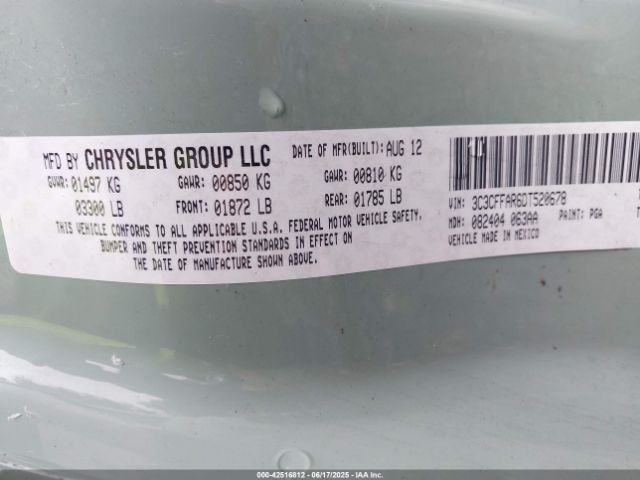 MFD BY CHRYSLER GROUP LLC DATE OF MFR(BUILT): AUG 12
GVWR: 01497 KG GAWR: 00850 KG GAWR: 00810 KG
03300 LB FRONT: 01872 LB REAR: 01785 LB
THIS VEHICLE CONFORMS TO ALL APPLICABLE U.S.A. FEDERAL MOTOR VEHICLE SAFETY,
BUMPER AND THEFT PREVENTION STANDARDS IN EFFECT ON
THE DATE OF MANUFACTURE SHOWN ABOVE.
VIN: 3C3CFFAR6DT520678
MDH: 082404 063AA PAINT: PGA
VEHICLE MADE IN MEXICO
000-42516812 - 06/17/2025 - IAAI.COM